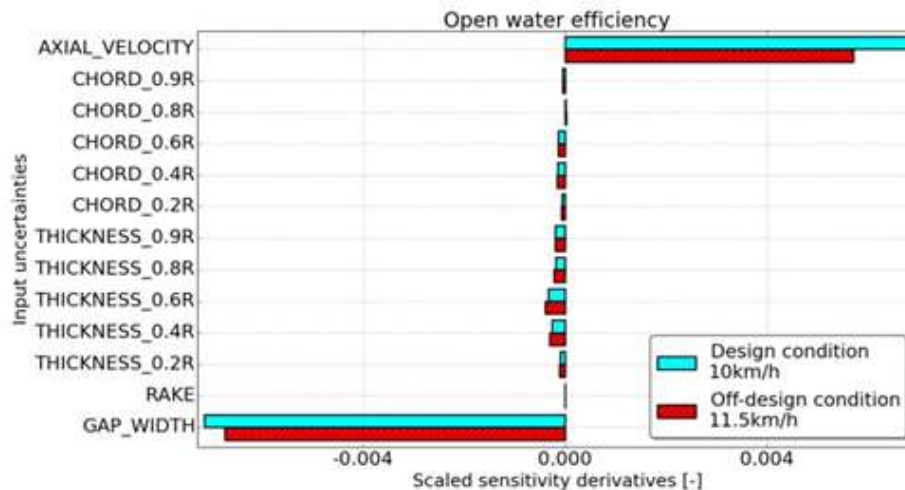 Open water efficiency
Input uncertainties
AXIAL_VELOCITY
CHORD_0.9R
CHORD_0.8R
CHORD_0.6R
CHORD_0.4R
CHORD_0.2R
THICKNESS_0.9R
THICKNESS_0.8R
THICKNESS_0.6R
THICKNESS_0.4R
THICKNESS_0.2R
RAKE
GAP_WIDTH
Design condition
10km/h
Off-design condition
11.5km/h
-0.004 0.000 0.004
Scaled sensitivity derivatives [-]